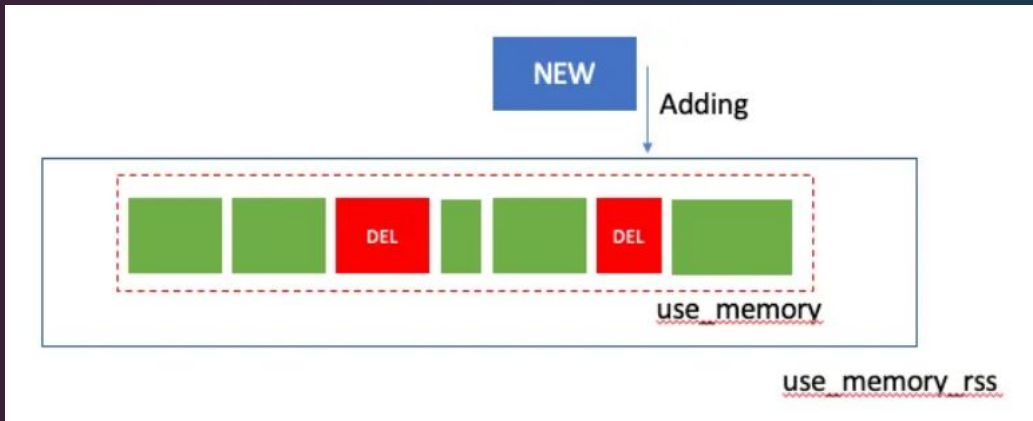 NEW
Adding
DEL
DEL
use_memory
use_memory_rss